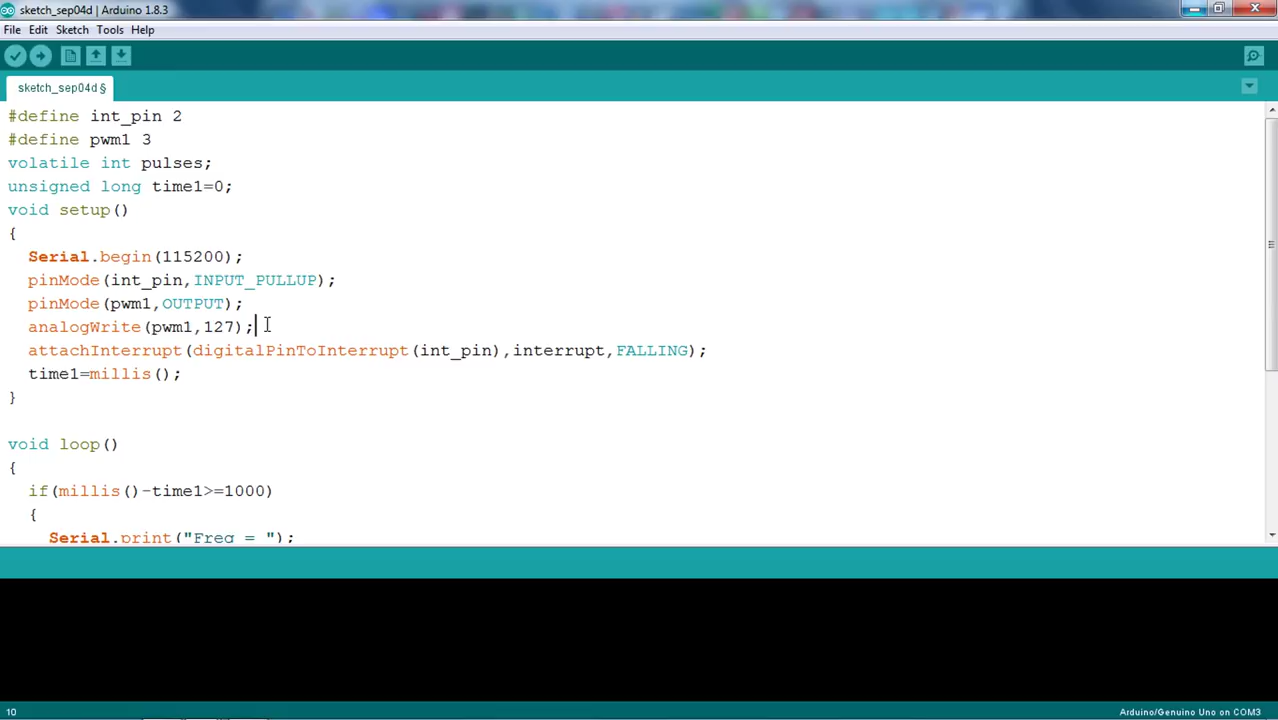 sketch_sep04d | Arduino 1.8.3
File Edit Sketch Tools Help
sketch_sep04d §
#define int_pin 2
#define pwm1 3
volatile int pulses;
unsigned long time1=0;
void setup()
{
Serial.begin(115200);
pinMode(int_pin,INPUT_PULLUP);
pinMode(pwm1,OUTPUT);
analogWrite(pwm1,127);
attachInterrupt(digitalPinToInterrupt(int_pin),interrupt,FALLING);
time1=millis();
}
void loop()
{
if(millis()-time1>=1000)
{
Serial.print("Freq = ");
10
Arduino/Genuino Uno on COM3